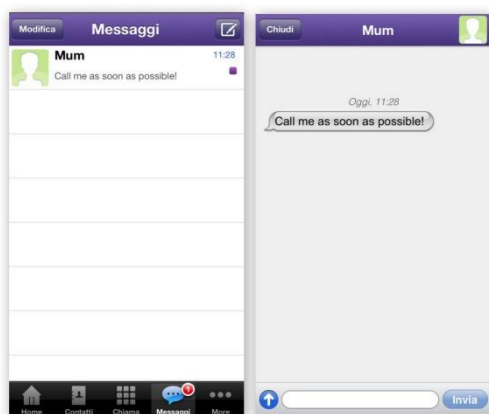 Modifica Messaggi
Mum 11:28
Call me as soon as possible!
Home Contatti Chiama Messaggi 1 More
Chiudi Mum
Oggi, 11:28
Call me as soon as possible!
Invia